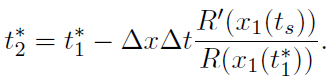 $t_2^* = t_1^* - \Delta x \Delta t \frac{R'(x_1(t_s))}{R(x_1(t_1^*))}.$